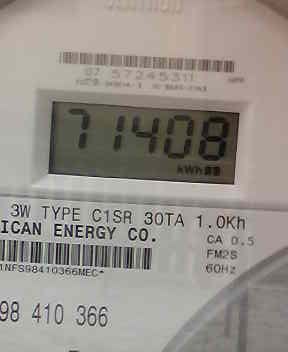 07 57245311
71408
kWh
3W TYPE C1SR 30TA 1.0Kh
ICAN ENERGY CO.
CA 0.5
FM2S
60Hz
1NFS98410366MEC*
98 410 366